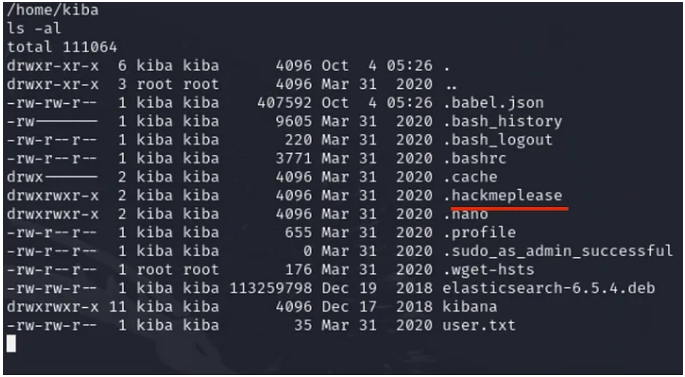 /home/kiba
ls -al
total 111064
drwxr-xr-x  6 kiba kiba      4096 Oct  4 05:26 .
drwxr-xr-x  3 root root      4096 Mar 31  2020 ..
-rw-rw-r--  1 kiba kiba    407592 Oct  4 05:26 .babel.json
-rw-------  1 kiba kiba      9605 Mar 31  2020 .bash_history
-rw-r--r--  1 kiba kiba       220 Mar 31  2020 .bash_logout
-rw-r--r--  1 kiba kiba      3771 Mar 31  2020 .bashrc
drwx------  2 kiba kiba      4096 Mar 31  2020 .cache
drwxrwxr-x  2 kiba kiba      4096 Mar 31  2020 .hackmeplease
drwxrwxr-x  2 kiba kiba      4096 Mar 31  2020 .nano
-rw-r--r--  1 kiba kiba       655 Mar 31  2020 .profile
-rw-r--r--  1 kiba kiba         0 Mar 31  2020 .sudo_as_admin_successful
-rw-r--r--  1 root root       176 Mar 31  2020 .wget-hsts
-rw-rw-r--  1 kiba kiba 113259798 Dec 19  2018 elasticsearch-6.5.4.deb
drwxrwxr-x 11 kiba kiba      4096 Dec 17  2018 kibana
-rw-rw-r--  1 kiba kiba        35 Mar 31  2020 user.txt